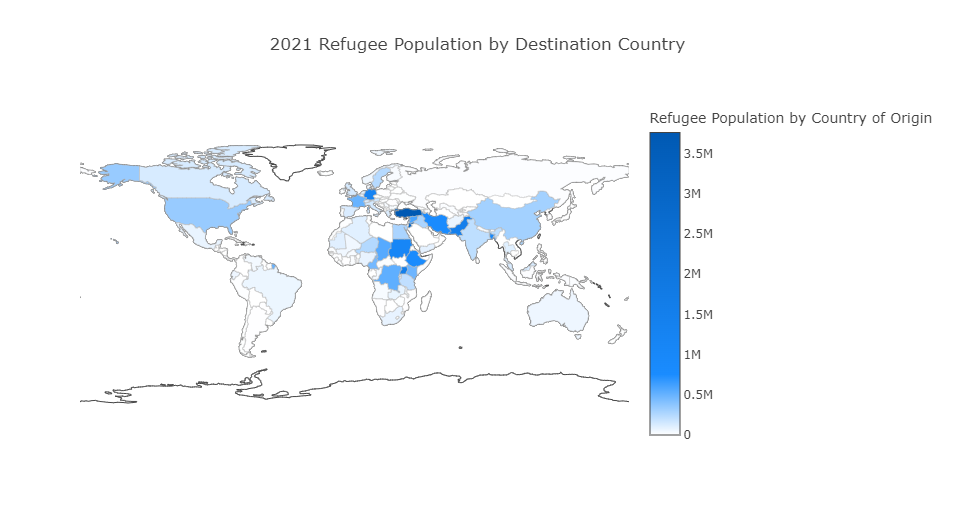 2021 Refugee Population by Destination Country
Refugee Population by Country of Origin
3.5M
3M
2.5M
2M
1.5M
1M
0.5M
0